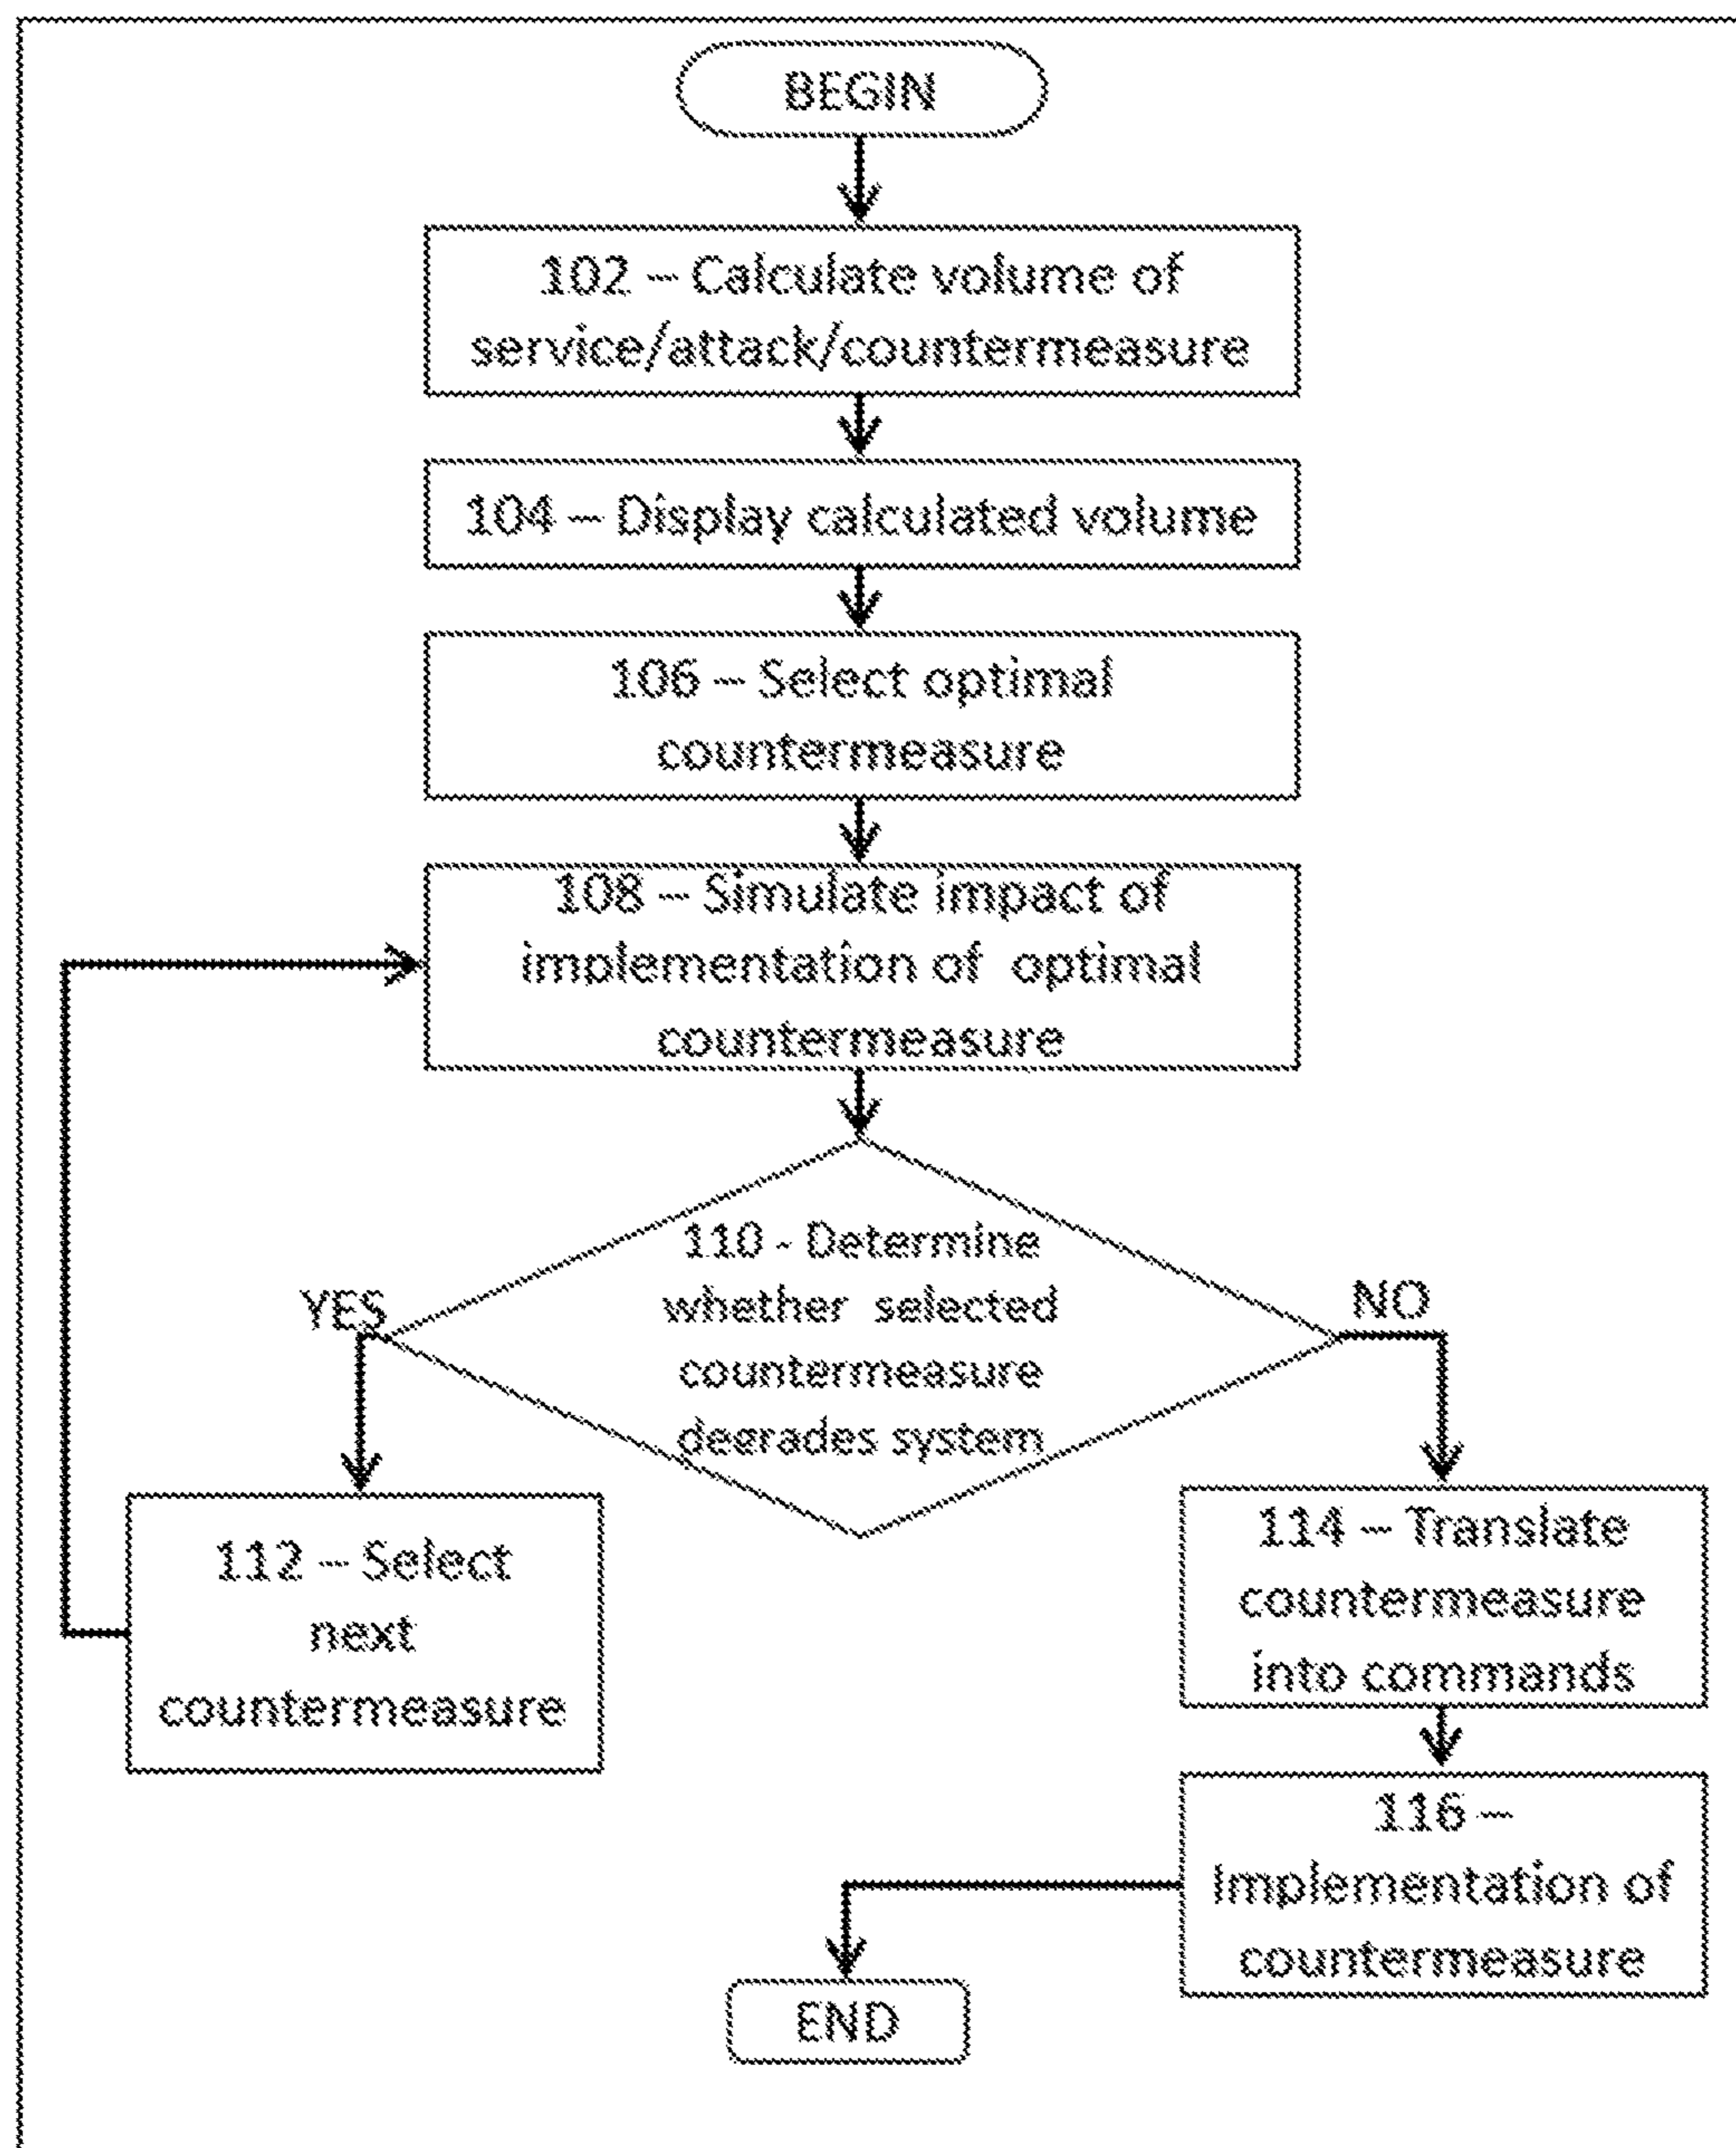 BEGIN
102 – Calculate volume of
service/attack/countermeasure
104 – Display calculated volume
106 – Select optimal
countermeasure
108 – Simulate impact of
implementation of optimal
countermeasure
110 - Determine
whether selected
countermeasure
degrades system
YES
NO
112 – Select
next
countermeasure
114 – Translate
countermeasure
into commands
116 –
Implementation of
countermeasure
END